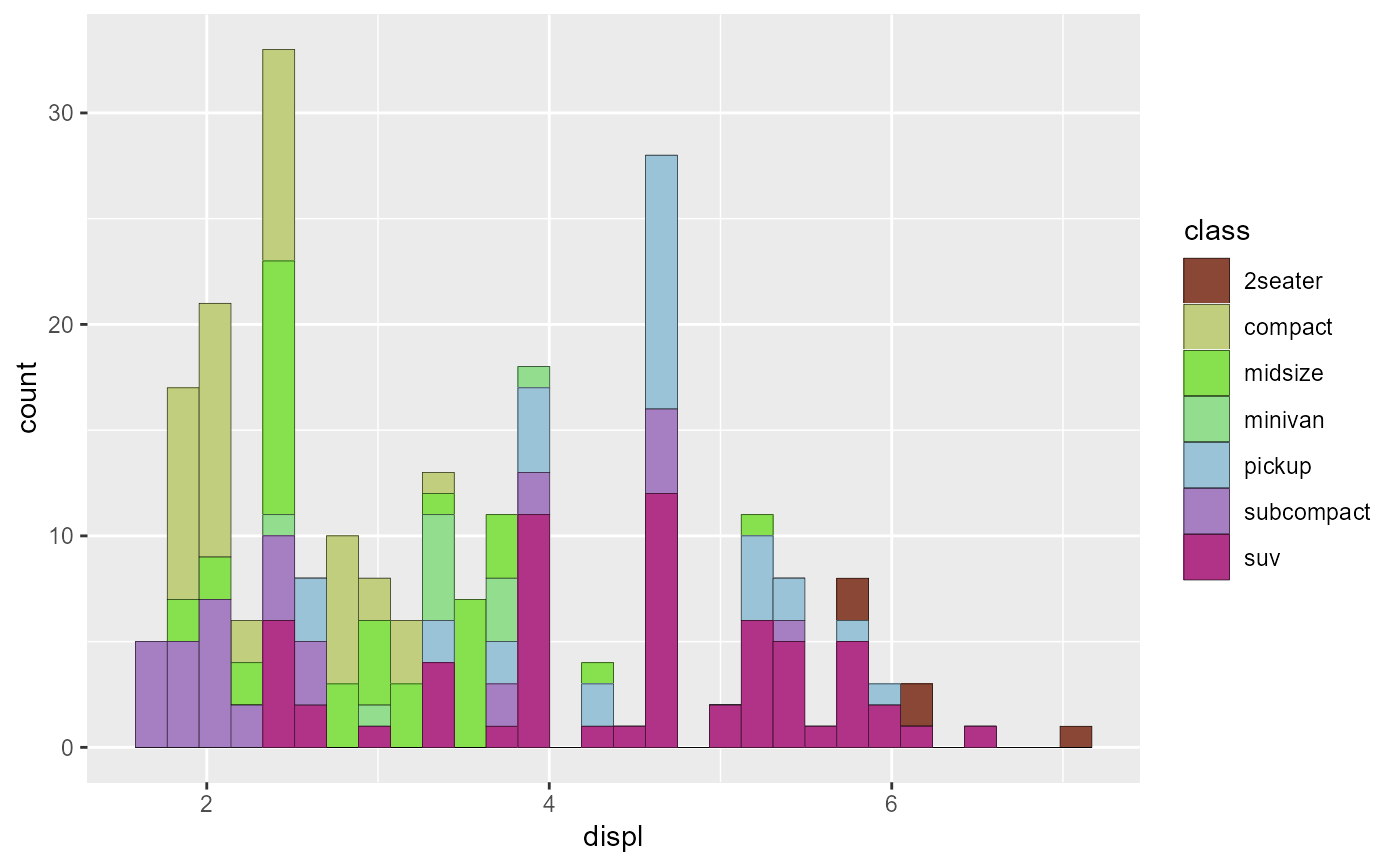 30
20
10
0
2
4
6
displ
count
class
2seater
compact
midsize
minivan
pickup
subcompact
suv